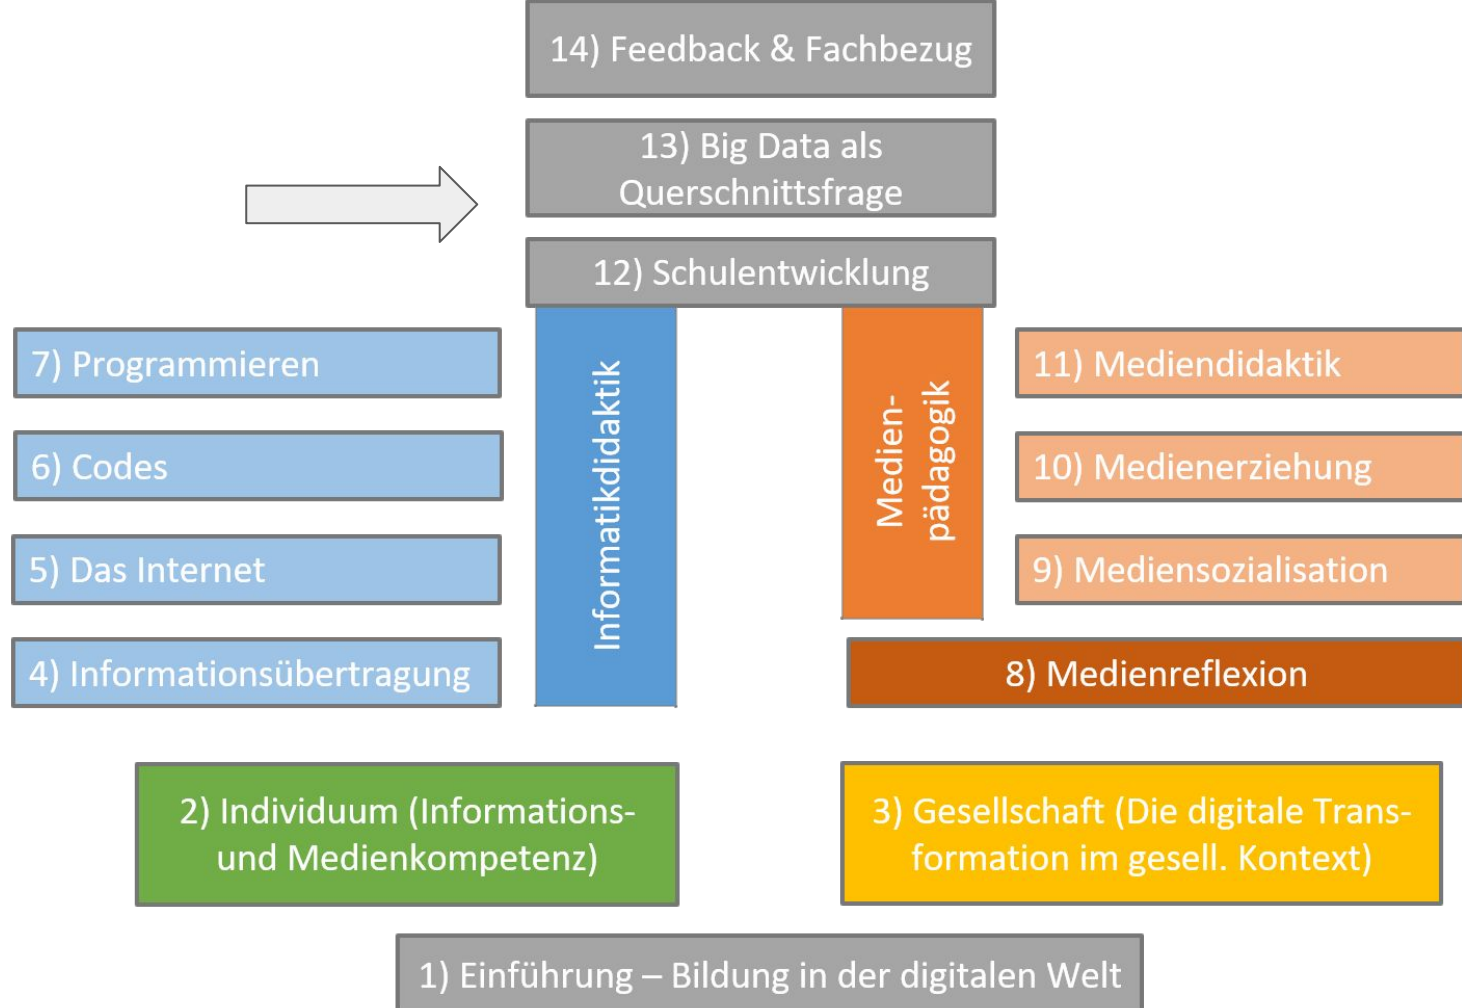 14) Feedback & Fachbezug
13) Big Data als
Querschnittsfrage
12) Schulentwicklung
7) Programmieren
6) Codes
5) Das Internet
4) Informationsübertragung
Informatikdidaktik
Medien-
pädagogik
11) Mediendidaktik
10) Medienerziehung
9) Mediensozialisation
8) Medienreflexion
2) Individuum (Informations-
und Medienkompetenz)
3) Gesellschaft (Die digitale Trans-
formation im gesell. Kontext)
1) Einführung – Bildung in der digitalen Welt